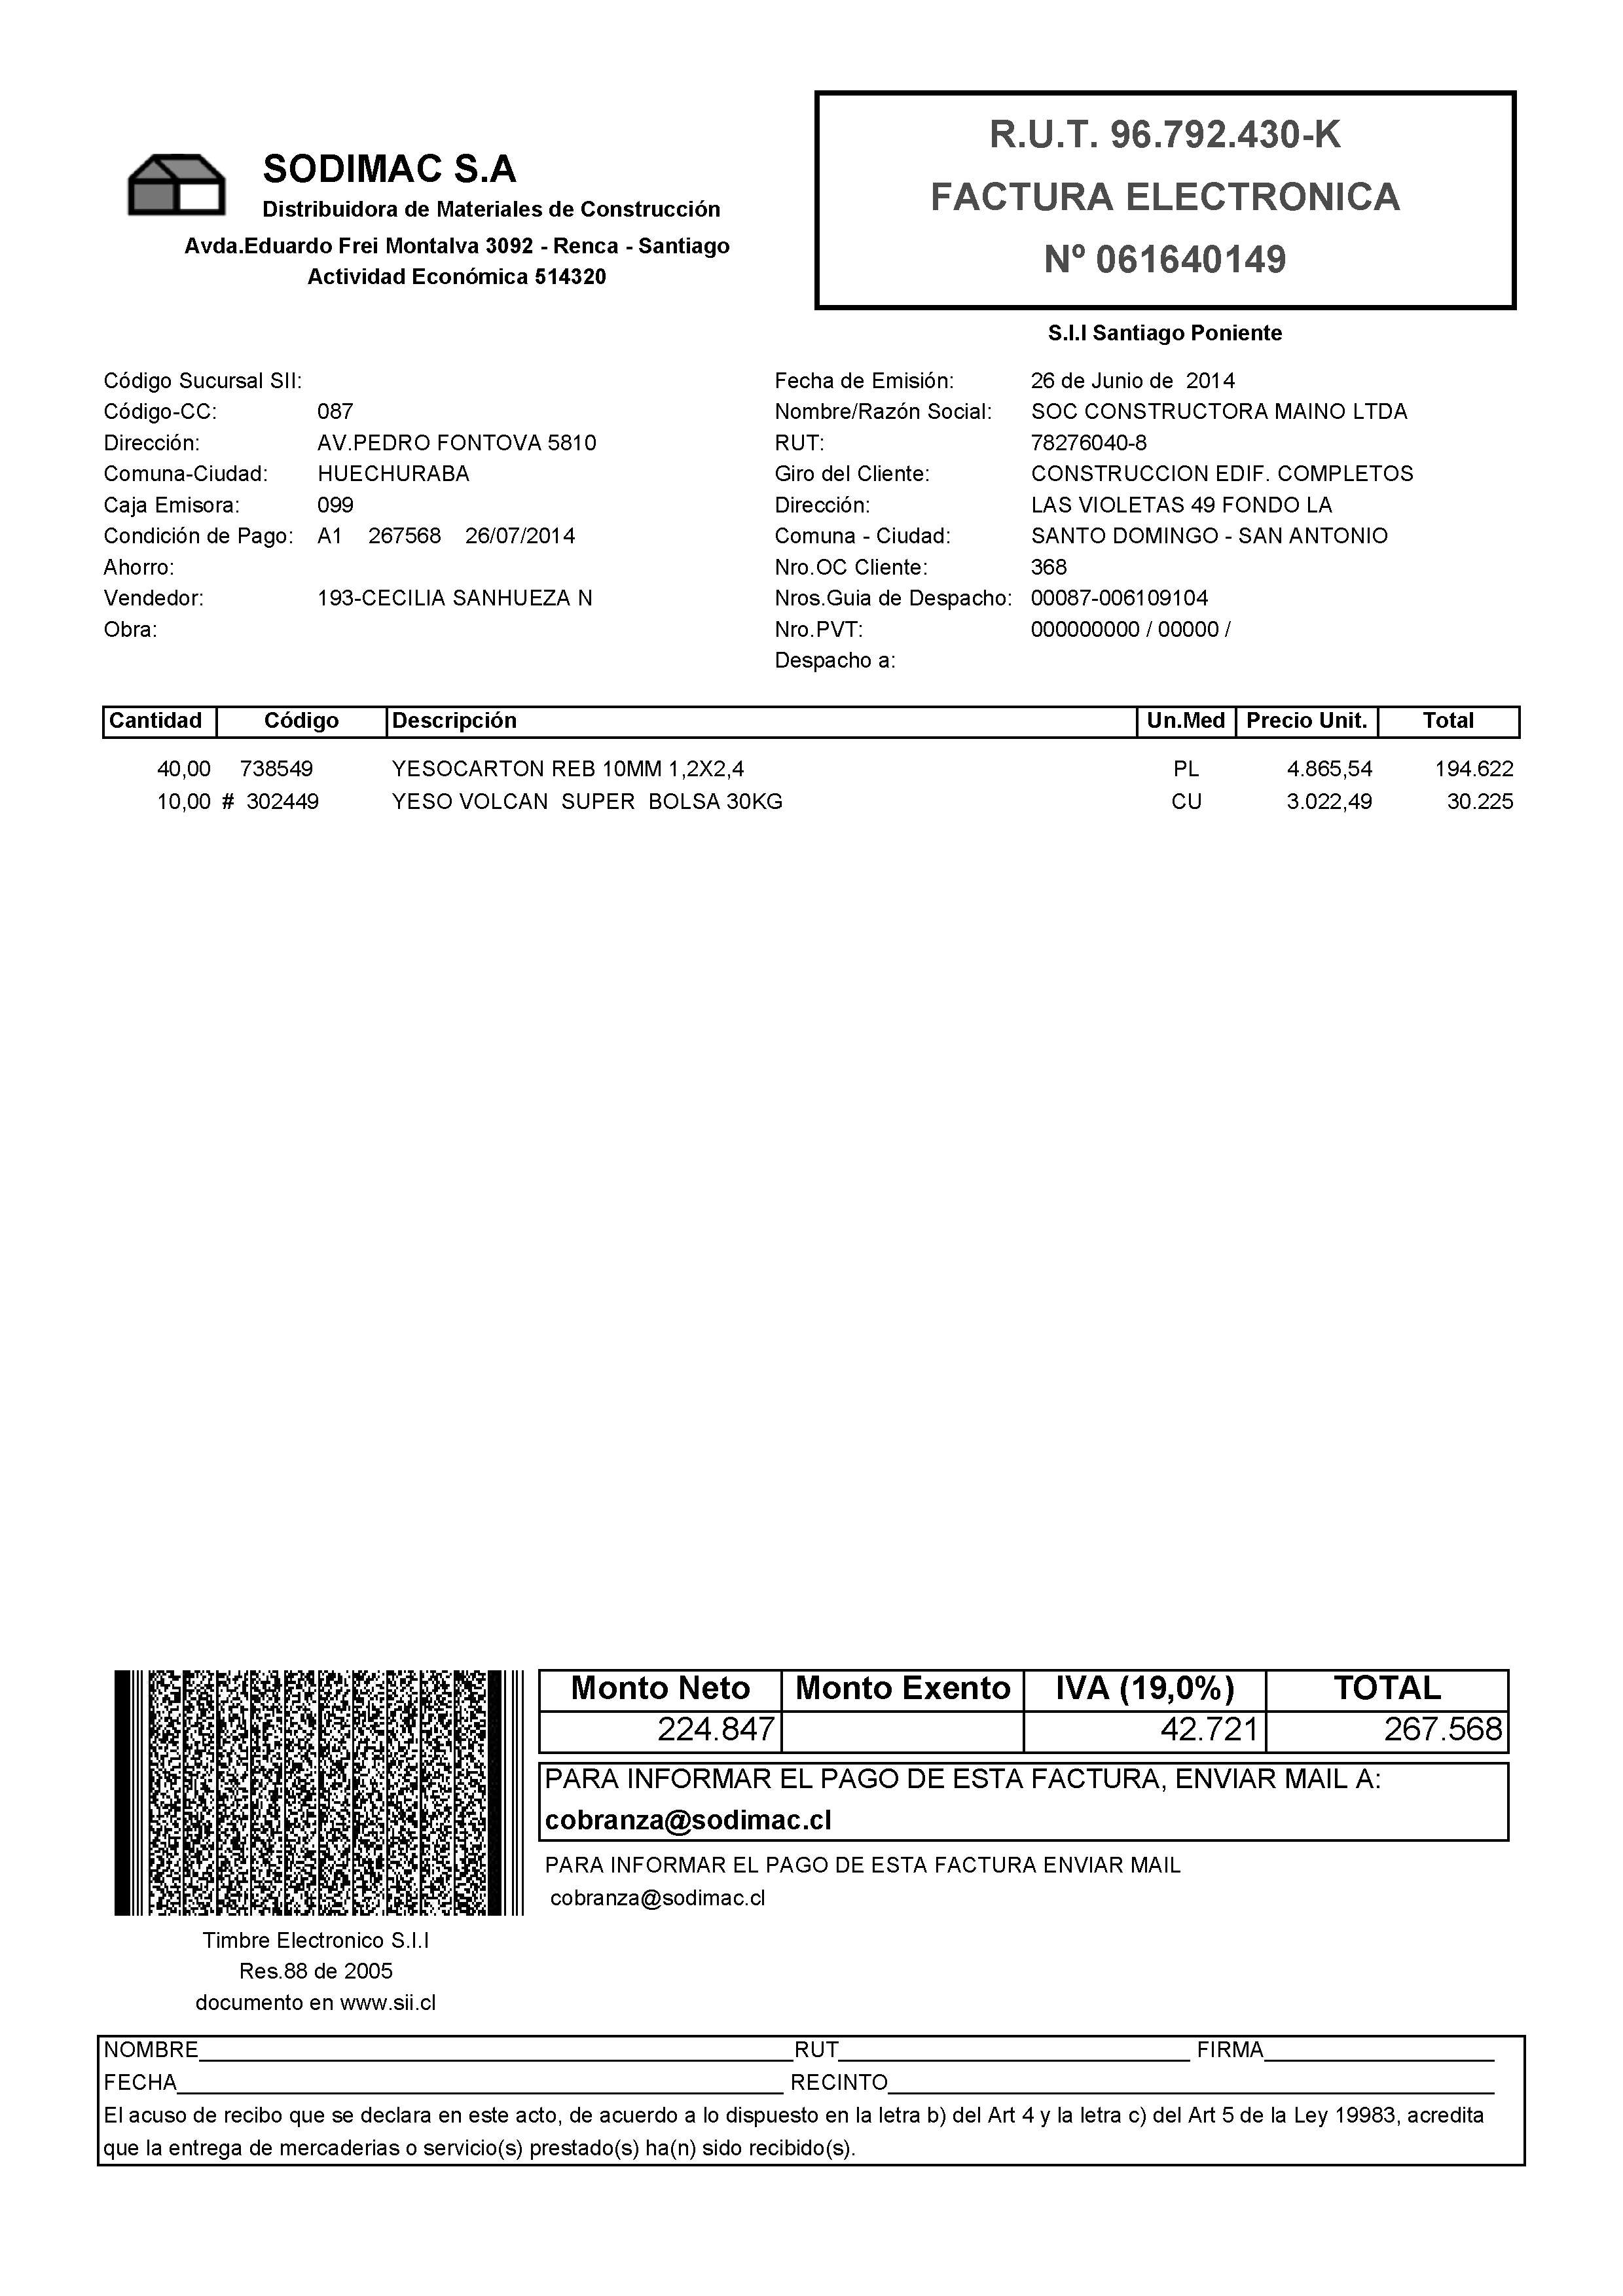 SODIMAC S.A
Distribuidora de Materiales de Construcción
Avda.Eduardo Frei Montalva 3092 - Renca - Santiago
Actividad Económica 514320
R.U.T. 96.792.430-K
FACTURA ELECTRONICA
Nº 061640149
S.I.I Santiago Poniente
Código Sucursal SII:
Código-CC: 087
Dirección: AV.PEDRO FONTOVA 5810
Comuna-Ciudad: HUECHURABA
Caja Emisora: 099
Condición de Pago: A1 267568 26/07/2014
Ahorro:
Vendedor: 193-CECILIA SANHUEZA N
Obra:
Fecha de Emisión: 26 de Junio de 2014
Nombre/Razón Social: SOC CONSTRUCTORA MAINO LTDA
RUT: 78276040-8
Giro del Cliente: CONSTRUCCION EDIF. COMPLETOS
Dirección: LAS VIOLETAS 49 FONDO LA
Comuna - Ciudad: SANTO DOMINGO - SAN ANTONIO
Nro.OC Cliente: 368
Nros.Guia de Despacho: 00087-006109104
Nro.PVT: 000000000 / 00000 /
Despacho a:
Cantidad Código Descripción Un.Med Precio Unit. Total
40,00 738549 YESOCARTON REB 10MM 1,2X2,4 PL 4.865,54 194.622
10,00 # 302449 YESO VOLCAN SUPER BOLSA 30KG CU 3.022,49 30.225
Monto Neto Monto Exento IVA (19,0%) TOTAL
224.847 42.721 267.568
PARA INFORMAR EL PAGO DE ESTA FACTURA, ENVIAR MAIL A:
cobranza@sodimac.cl
PARA INFORMAR EL PAGO DE ESTA FACTURA ENVIAR MAIL
cobranza@sodimac.cl
Timbre Electronico S.I.I
Res.88 de 2005
documento en www.sii.cl
NOMBRE RUT FIRMA
FECHA RECINTO
El acuso de recibo que se declara en este acto, de acuerdo a lo dispuesto en la letra b) del Art 4 y la letra c) del Art 5 de la Ley 19983, acredita
que la entrega de mercaderias o servicio(s) prestado(s) ha(n) sido recibido(s).